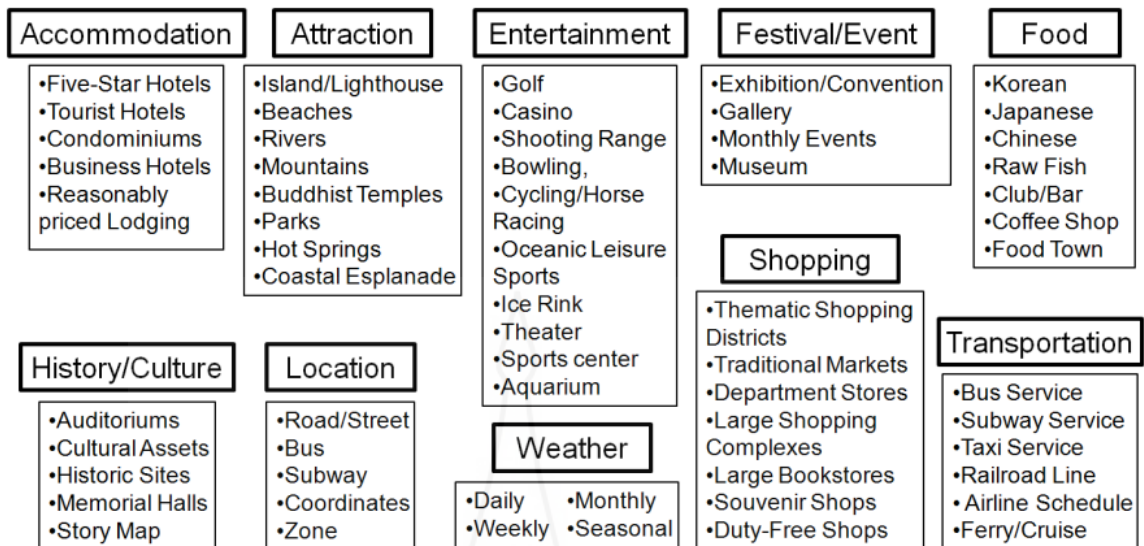 Accommodation
•Five-Star Hotels
•Tourist Hotels
•Condominiums
•Business Hotels
•Reasonably
priced Lodging
Attraction
•Island/Lighthouse
•Beaches
•Rivers
•Mountains
•Buddhist Temples
•Parks
•Hot Springs
•Coastal Esplanade
Entertainment
•Golf
•Casino
•Shooting Range
•Bowling,
•Cycling/Horse
Racing
•Oceanic Leisure
Sports
•Ice Rink
•Theater
•Sports center
•Aquarium
Festival/Event
•Exhibition/Convention
•Gallery
•Monthly Events
•Museum
Food
•Korean
•Japanese
•Chinese
•Raw Fish
•Club/Bar
•Coffee Shop
•Food Town
History/Culture
•Auditoriums
•Cultural Assets
•Historic Sites
•Memorial Halls
•Story Map
Location
•Road/Street
•Bus
•Subway
•Coordinates
•Zone
Weather
•Daily •Monthly
•Weekly •Seasonal
Shopping
•Thematic Shopping
Districts
•Traditional Markets
•Department Stores
•Large Shopping
Complexes
•Large Bookstores
•Souvenir Shops
•Duty-Free Shops
Transportation
•Bus Service
•Subway Service
•Taxi Service
•Railroad Line
•Airline Schedule
•Ferry/Cruise